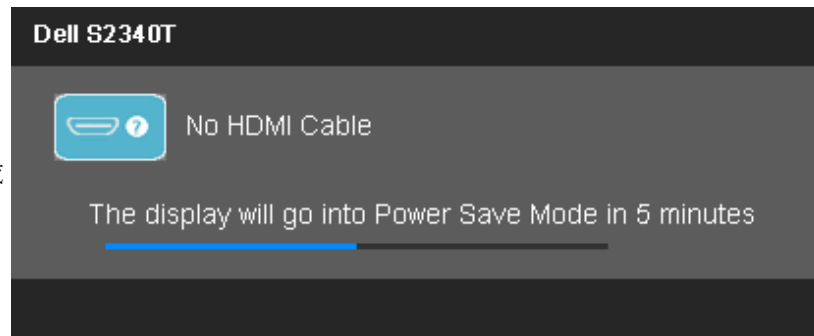 Dell S2340T
No HDMI Cable
The display will go into Power Save Mode in 5 minutes